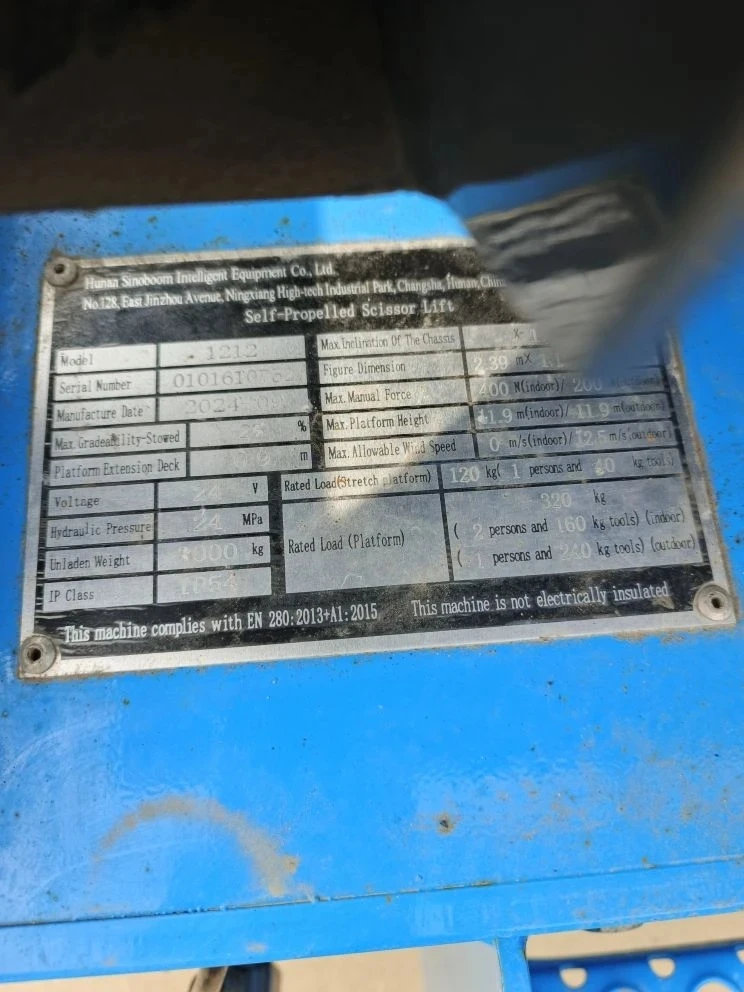 Hunan Sinoboom Intelligent Equipment Co., Ltd.
No.128, East Jinzhou Avenue, Ningxiang High-tech Industrial Park, Changsha, Hunan,
Self-Propelled Scissor Lift
Model 1212
Serial Number
Manufacture Date
Max. Gradeability-Stowed %
Platform Extension Deck m
Voltage 24 V
Hydraulic Pressure 24 MPa
Unladen Weight kg
IP Class
Max. Inclination Of The Chassis
Figure Dimension 2.39 m×
Max. Manual Force 400 N(indoor)/ 200
Max. Platform Height 11.9 m(indoor)/ 11.9 m(outdoor)
Max. Allowable Wind Speed 0 m/s(indoor)/12.5 m/s(outdoor)
Rated Load(Stretch platform) 120 kg( 1 persons and 40 kg tools)
Rated Load (Platform) 320 kg
( 2 persons and 160 kg tools) (indoor)
( 1 persons and 240 kg tools) (outdoor)
This machine complies with EN 280:2013+A1:2015 This machine is not electrically insulated